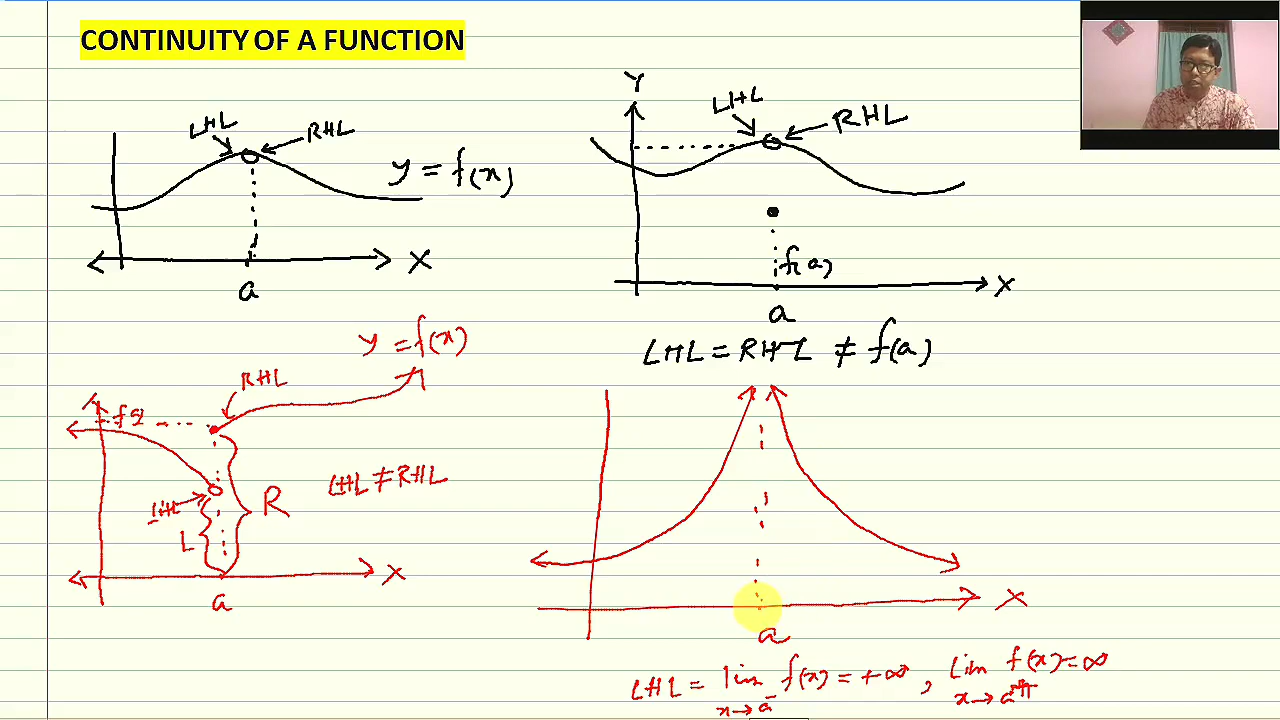 CONTINUITY OF A FUNCTION
LHL
RHL
y = f(x)
X
a
Y
LHL
RHL
f(a)
X
a
LHL = RHL ≠ f(a)
y = f(x)
RHL
LHL ≠ RHL
LHL
L
R
X
a
X
a
LHL = lim f(x) = +∞ , lim f(x) = ∞
x→a⁻ x→a